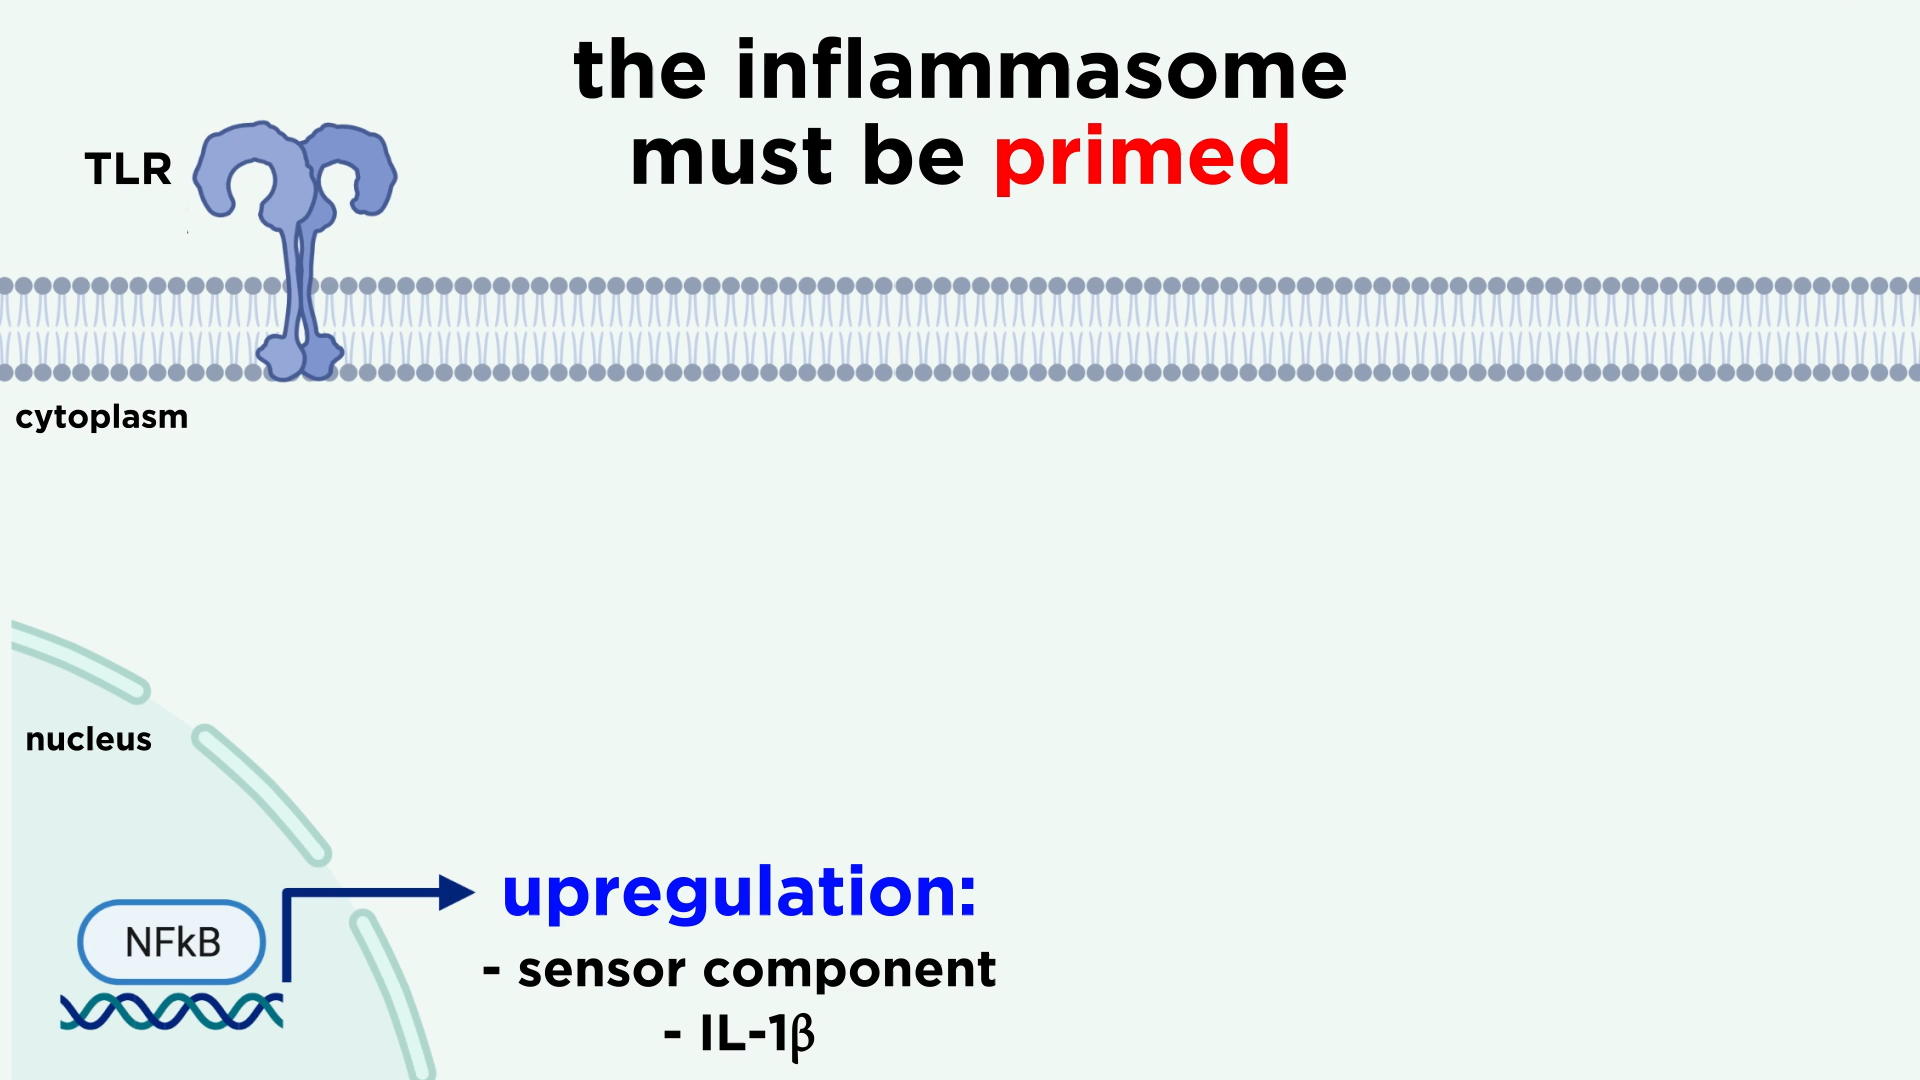 the inflammasome
must be primed
TLR
cytoplasm
nucleus
NFkB
upregulation:
- sensor component
- IL-1β